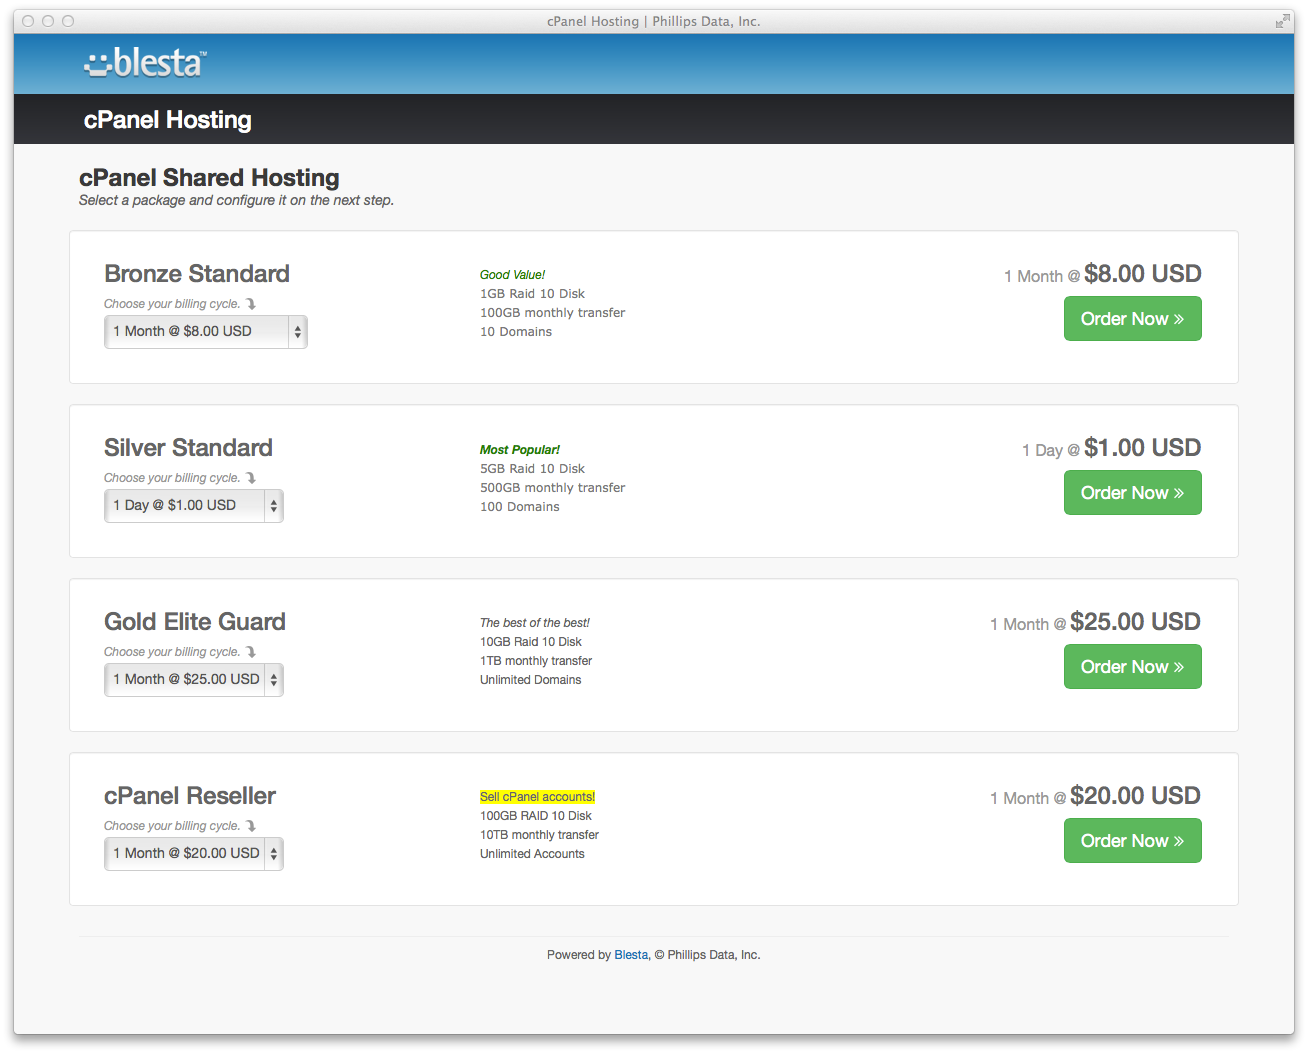 cPanel Hosting | Phillips Data, Inc.
blesta™
cPanel Hosting
cPanel Shared Hosting
Select a package and configure it on the next step.
Bronze Standard
Choose your billing cycle.
1 Month @ $8.00 USD
Good Value!
1GB Raid 10 Disk
100GB monthly transfer
10 Domains
1 Month @ $8.00 USD
Order Now »
Silver Standard
Choose your billing cycle.
1 Day @ $1.00 USD
Most Popular!
5GB Raid 10 Disk
500GB monthly transfer
100 Domains
1 Day @ $1.00 USD
Order Now »
Gold Elite Guard
Choose your billing cycle.
1 Month @ $25.00 USD
The best of the best!
10GB Raid 10 Disk
1TB monthly transfer
Unlimited Domains
1 Month @ $25.00 USD
Order Now »
cPanel Reseller
Choose your billing cycle.
1 Month @ $20.00 USD
Sell cPanel accounts!
100GB RAID 10 Disk
10TB monthly transfer
Unlimited Accounts
1 Month @ $20.00 USD
Order Now »
Powered by Blesta, © Phillips Data, Inc.